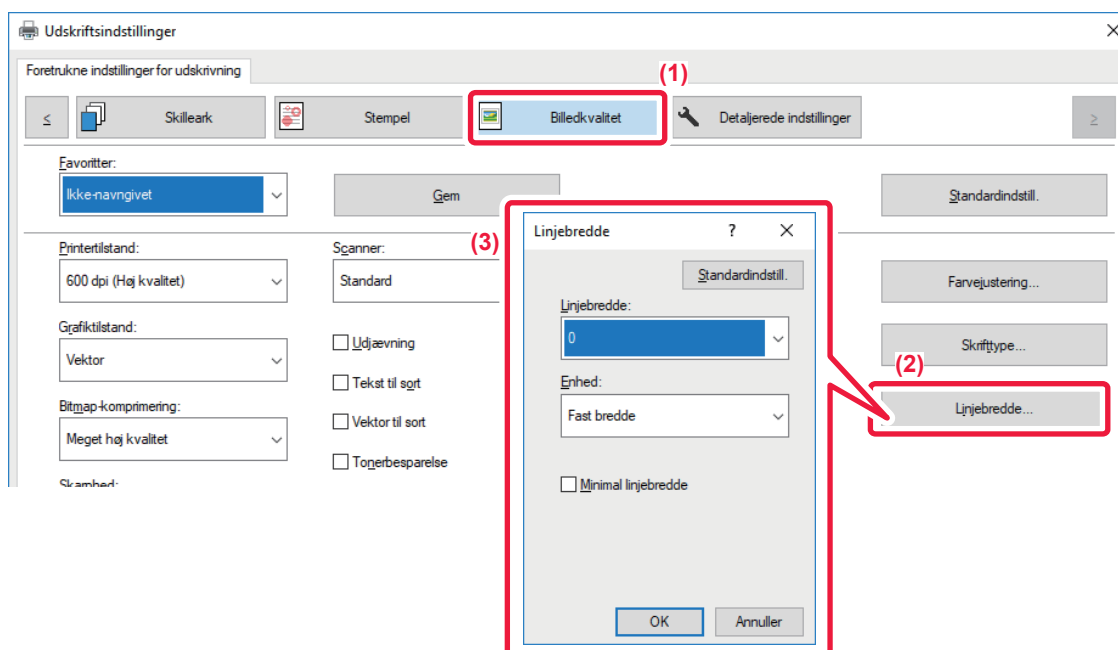 Udskriftsindstillinger
Foretrukne indstillinger for udskrivning
(1)
<
Skilleark
Stempel
Billedkvalitet
Detaljerede indstillinger
>
Favoritter:
Ikke-navngivet
Gem
Standardindstill.
(3)
Linjebredde
?
Printertilstand:
600 dpi (Høj kvalitet)
Scanner:
Standard
Standardindstill.
Farvejustering...
Linjebredde:
0
Grafiktilstand:
Vektor
Udjævning
Skrifttype...
(2)
Tekst til sort
Enhed:
Fast bredde
Linjebredde...
Bitmap-komprimering:
Meget høj kvalitet
Vektor til sort
Tonerbesparelse
Skarphed:
Minimal linjebredde
OK
Annuller